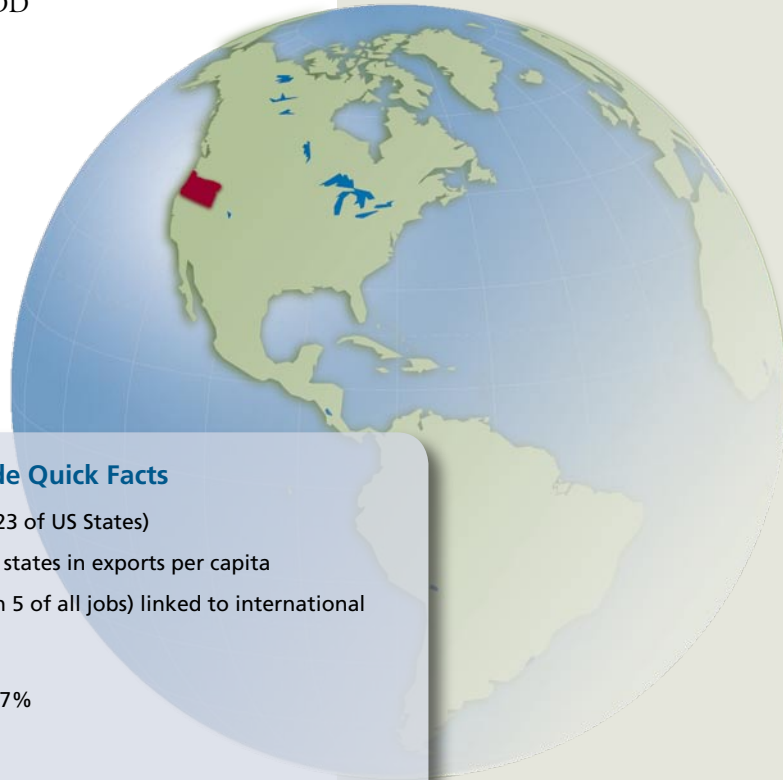 OD
de Quick Facts
23 of US States)
states in exports per capita
n 5 of all jobs) linked to international
7%